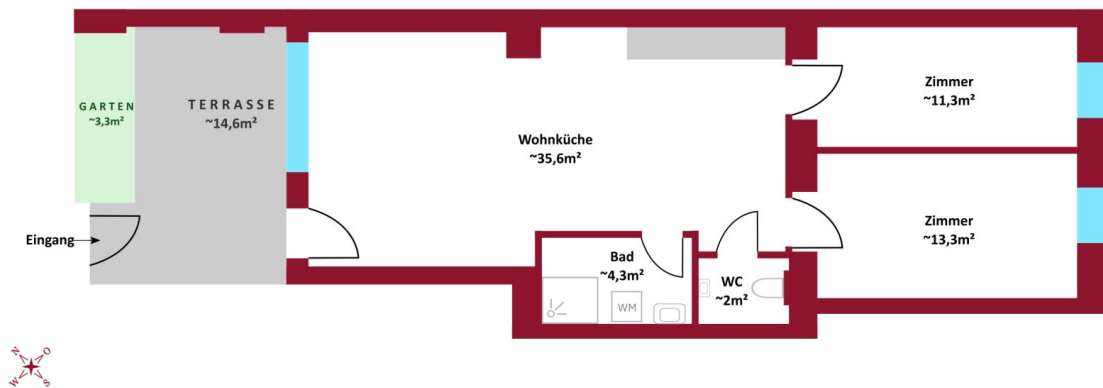 GARTEN
~3,3m²
TERRASSE
~14,6m²
Wohnküche
~35,6m²
Zimmer
~11,3m²
Zimmer
~13,3m²
Eingang
Bad
~4,3m²
WM
WC
~2m²
N O
W S